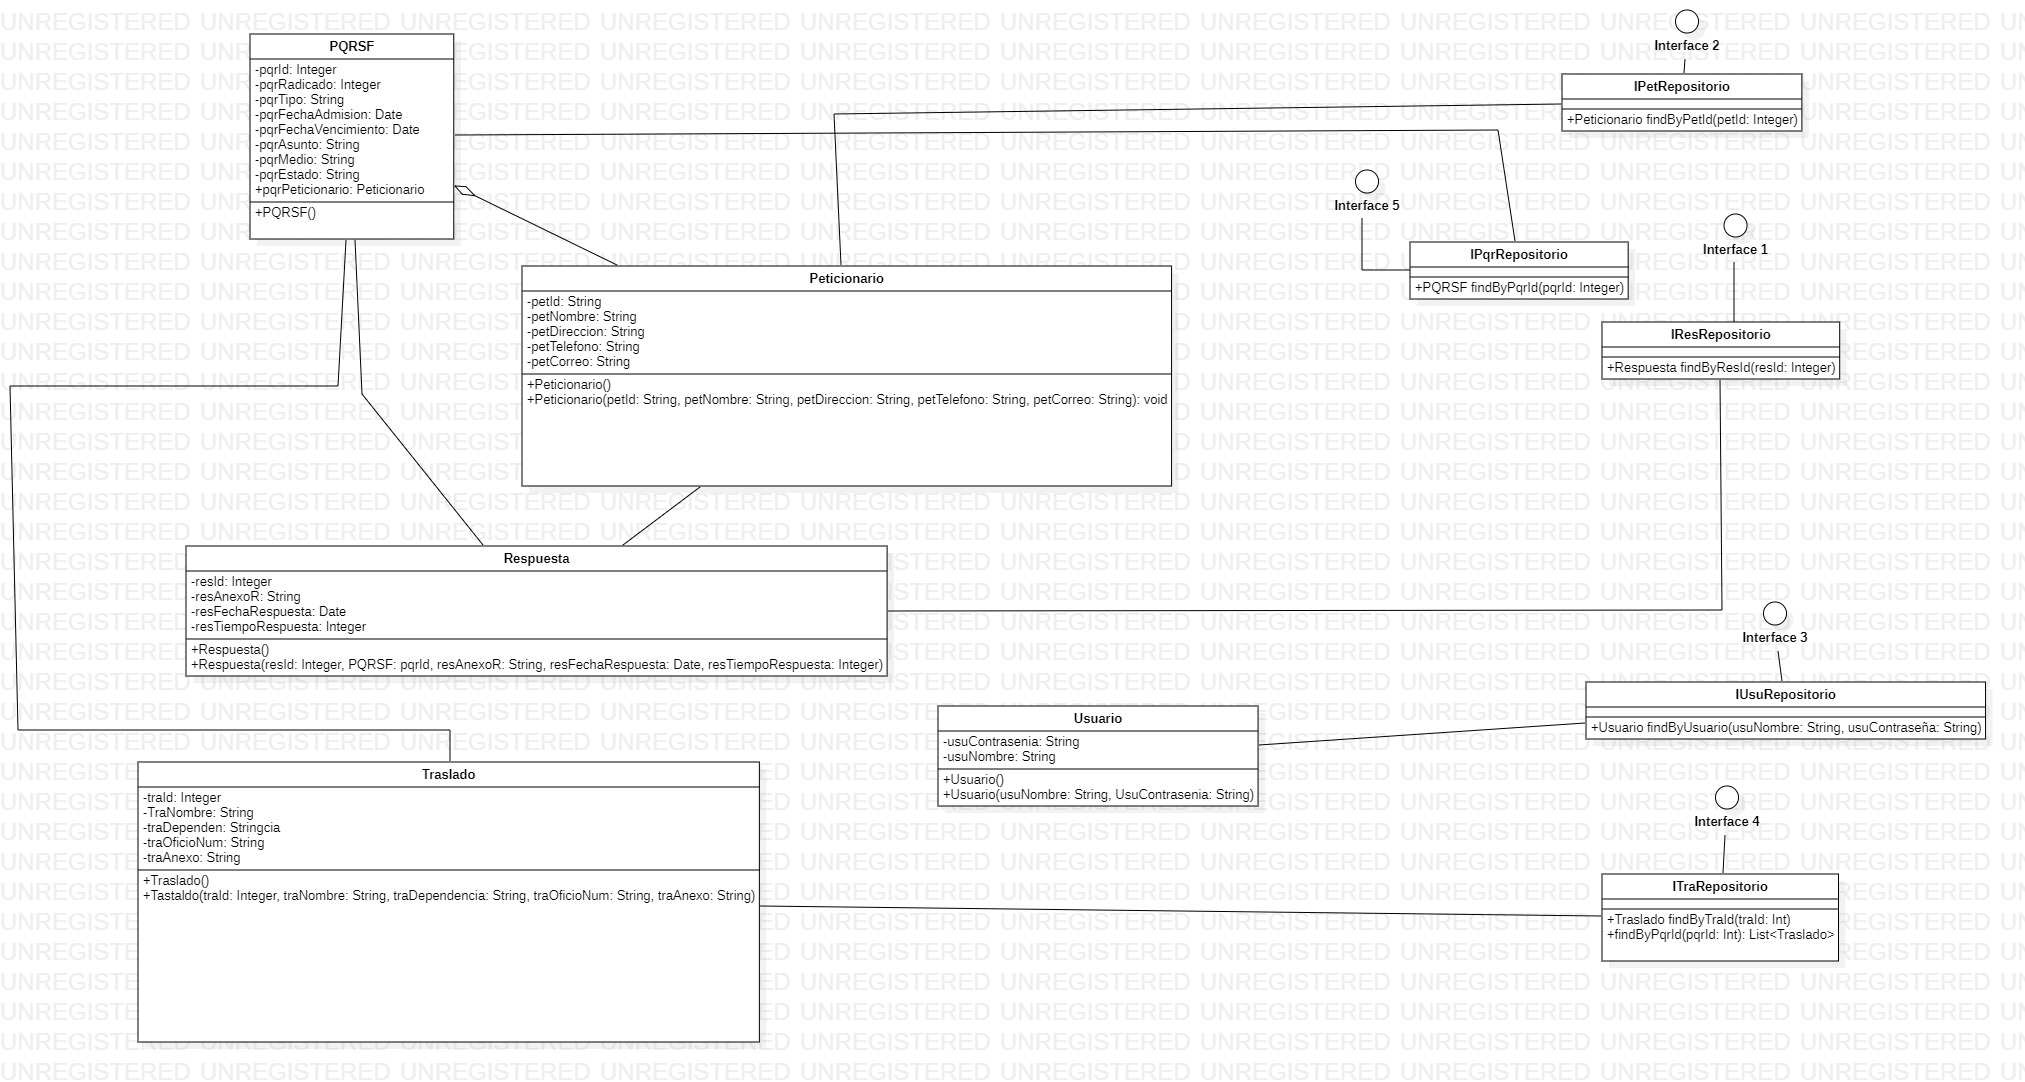 PQRSF
-pqrId: Integer
-pqrRadicado: Integer
-pqrTipo: String
-pqrFechaAdmision: Date
-pqrFechaVencimiento: Date
-pqrAsunto: String
-pqrMedio: String
-pqrEstado: String
+pqrPeticionario: Peticionario
+PQRSF()
Interface 2
IPetRepositorio
+Peticionario findByPetId(petId: Integer)
Interface 5
IPqrRepositorio
+PQRSF findByPqrId(pqrId: Integer)
Interface 1
IResRepositorio
+Respuesta findByResId(resId: Integer)
Peticionario
-petId: String
-petNombre: String
-petDireccion: String
-petTelefono: String
-petCorreo: String
+Peticionario()
+Peticionario(petId: String, petNombre: String, petDireccion: String, petTelefono: String, petCorreo: String): void
Respuesta
-resId: Integer
-resAnexoR: String
-resFechaRespuesta: Date
-resTiempoRespuesta: Integer
+Respuesta()
+Respuesta(resId: Integer, PQRSF: pqrId, resAnexoR: String, resFechaRespuesta: Date, resTiempoRespuesta: Integer)
Interface 3
IUsuRepositorio
+Usuario findByUsuario(usuNombre: String, usuContraseña: String)
Usuario
-usuContrasenia: String
-usuNombre: String
+Usuario()
+Usuario(usuNombre: String, UsuContrasenia: String)
Traslado
-traId: Integer
-TraNombre: String
-traDependen: Stringcia
-traOficioNum: String
-traAnexo: String
+Traslado()
+Tastaldo(traId: Integer, traNombre: String, traDependencia: String, traOficioNum: String, traAnexo: String)
Interface 4
ITraRepositorio
+Traslado findByTraId(traId: Int)
+findByPqrId(pqrId: Int): List<Traslado>
UNREGISTERED